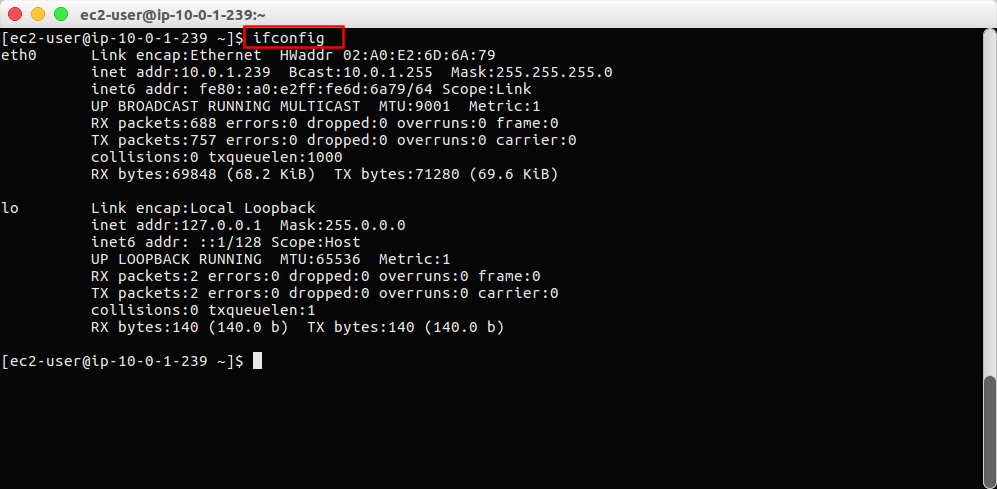 ec2-user@ip-10-0-1-239:~
[ec2-user@ip-10-0-1-239 ~]$ ifconfig
eth0      Link encap:Ethernet  HWaddr 02:A0:E2:6D:6A:79
          inet addr:10.0.1.239  Bcast:10.0.1.255  Mask:255.255.255.0
          inet6 addr: fe80::a0:e2ff:fe6d:6a79/64 Scope:Link
          UP BROADCAST RUNNING MULTICAST  MTU:9001  Metric:1
          RX packets:688 errors:0 dropped:0 overruns:0 frame:0
          TX packets:757 errors:0 dropped:0 overruns:0 carrier:0
          collisions:0 txqueuelen:1000
          RX bytes:69848 (68.2 KiB)  TX bytes:71280 (69.6 KiB)

lo        Link encap:Local Loopback
          inet addr:127.0.0.1  Mask:255.0.0.0
          inet6 addr: ::1/128 Scope:Host
          UP LOOPBACK RUNNING  MTU:65536  Metric:1
          RX packets:2 errors:0 dropped:0 overruns:0 frame:0
          TX packets:2 errors:0 dropped:0 overruns:0 carrier:0
          collisions:0 txqueuelen:1
          RX bytes:140 (140.0 b)  TX bytes:140 (140.0 b)

[ec2-user@ip-10-0-1-239 ~]$